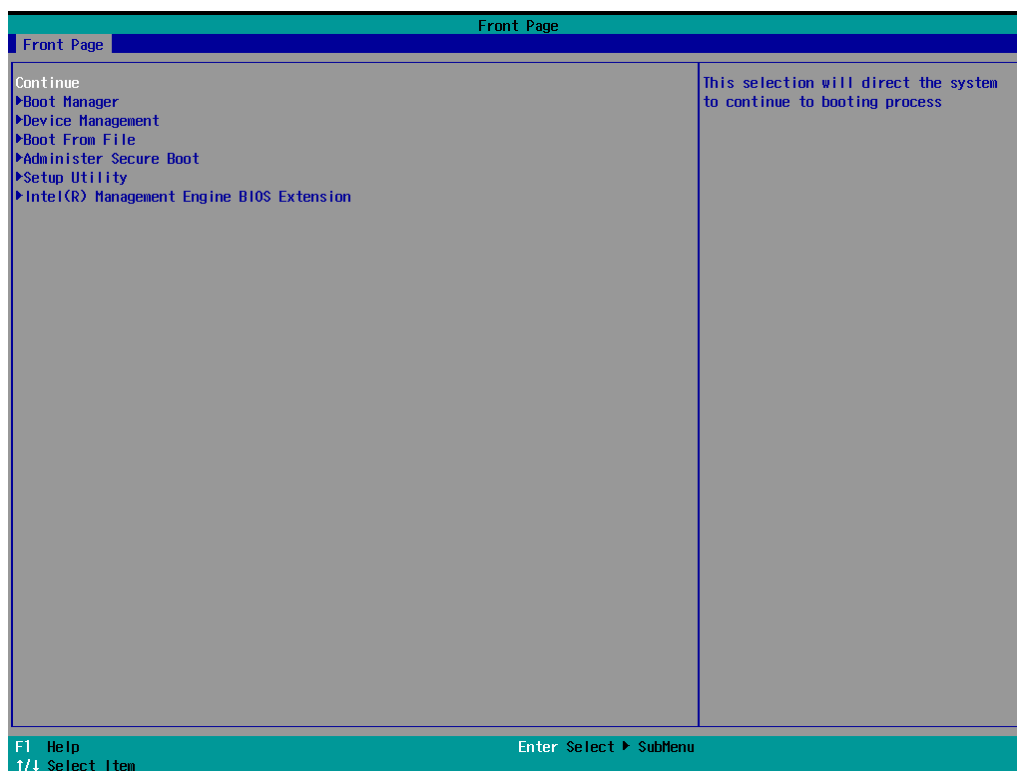 Front Page
Front Page
Continue
▶Boot Manager
▶Device Management
▶Boot From File
▶Administer Secure Boot
▶Setup Utility
▶Intel(R) Management Engine BIOS Extension
This selection will direct the system
to continue to booting process
F1 Help
Enter Select ▶ SubMenu
↑/↓ Select Item